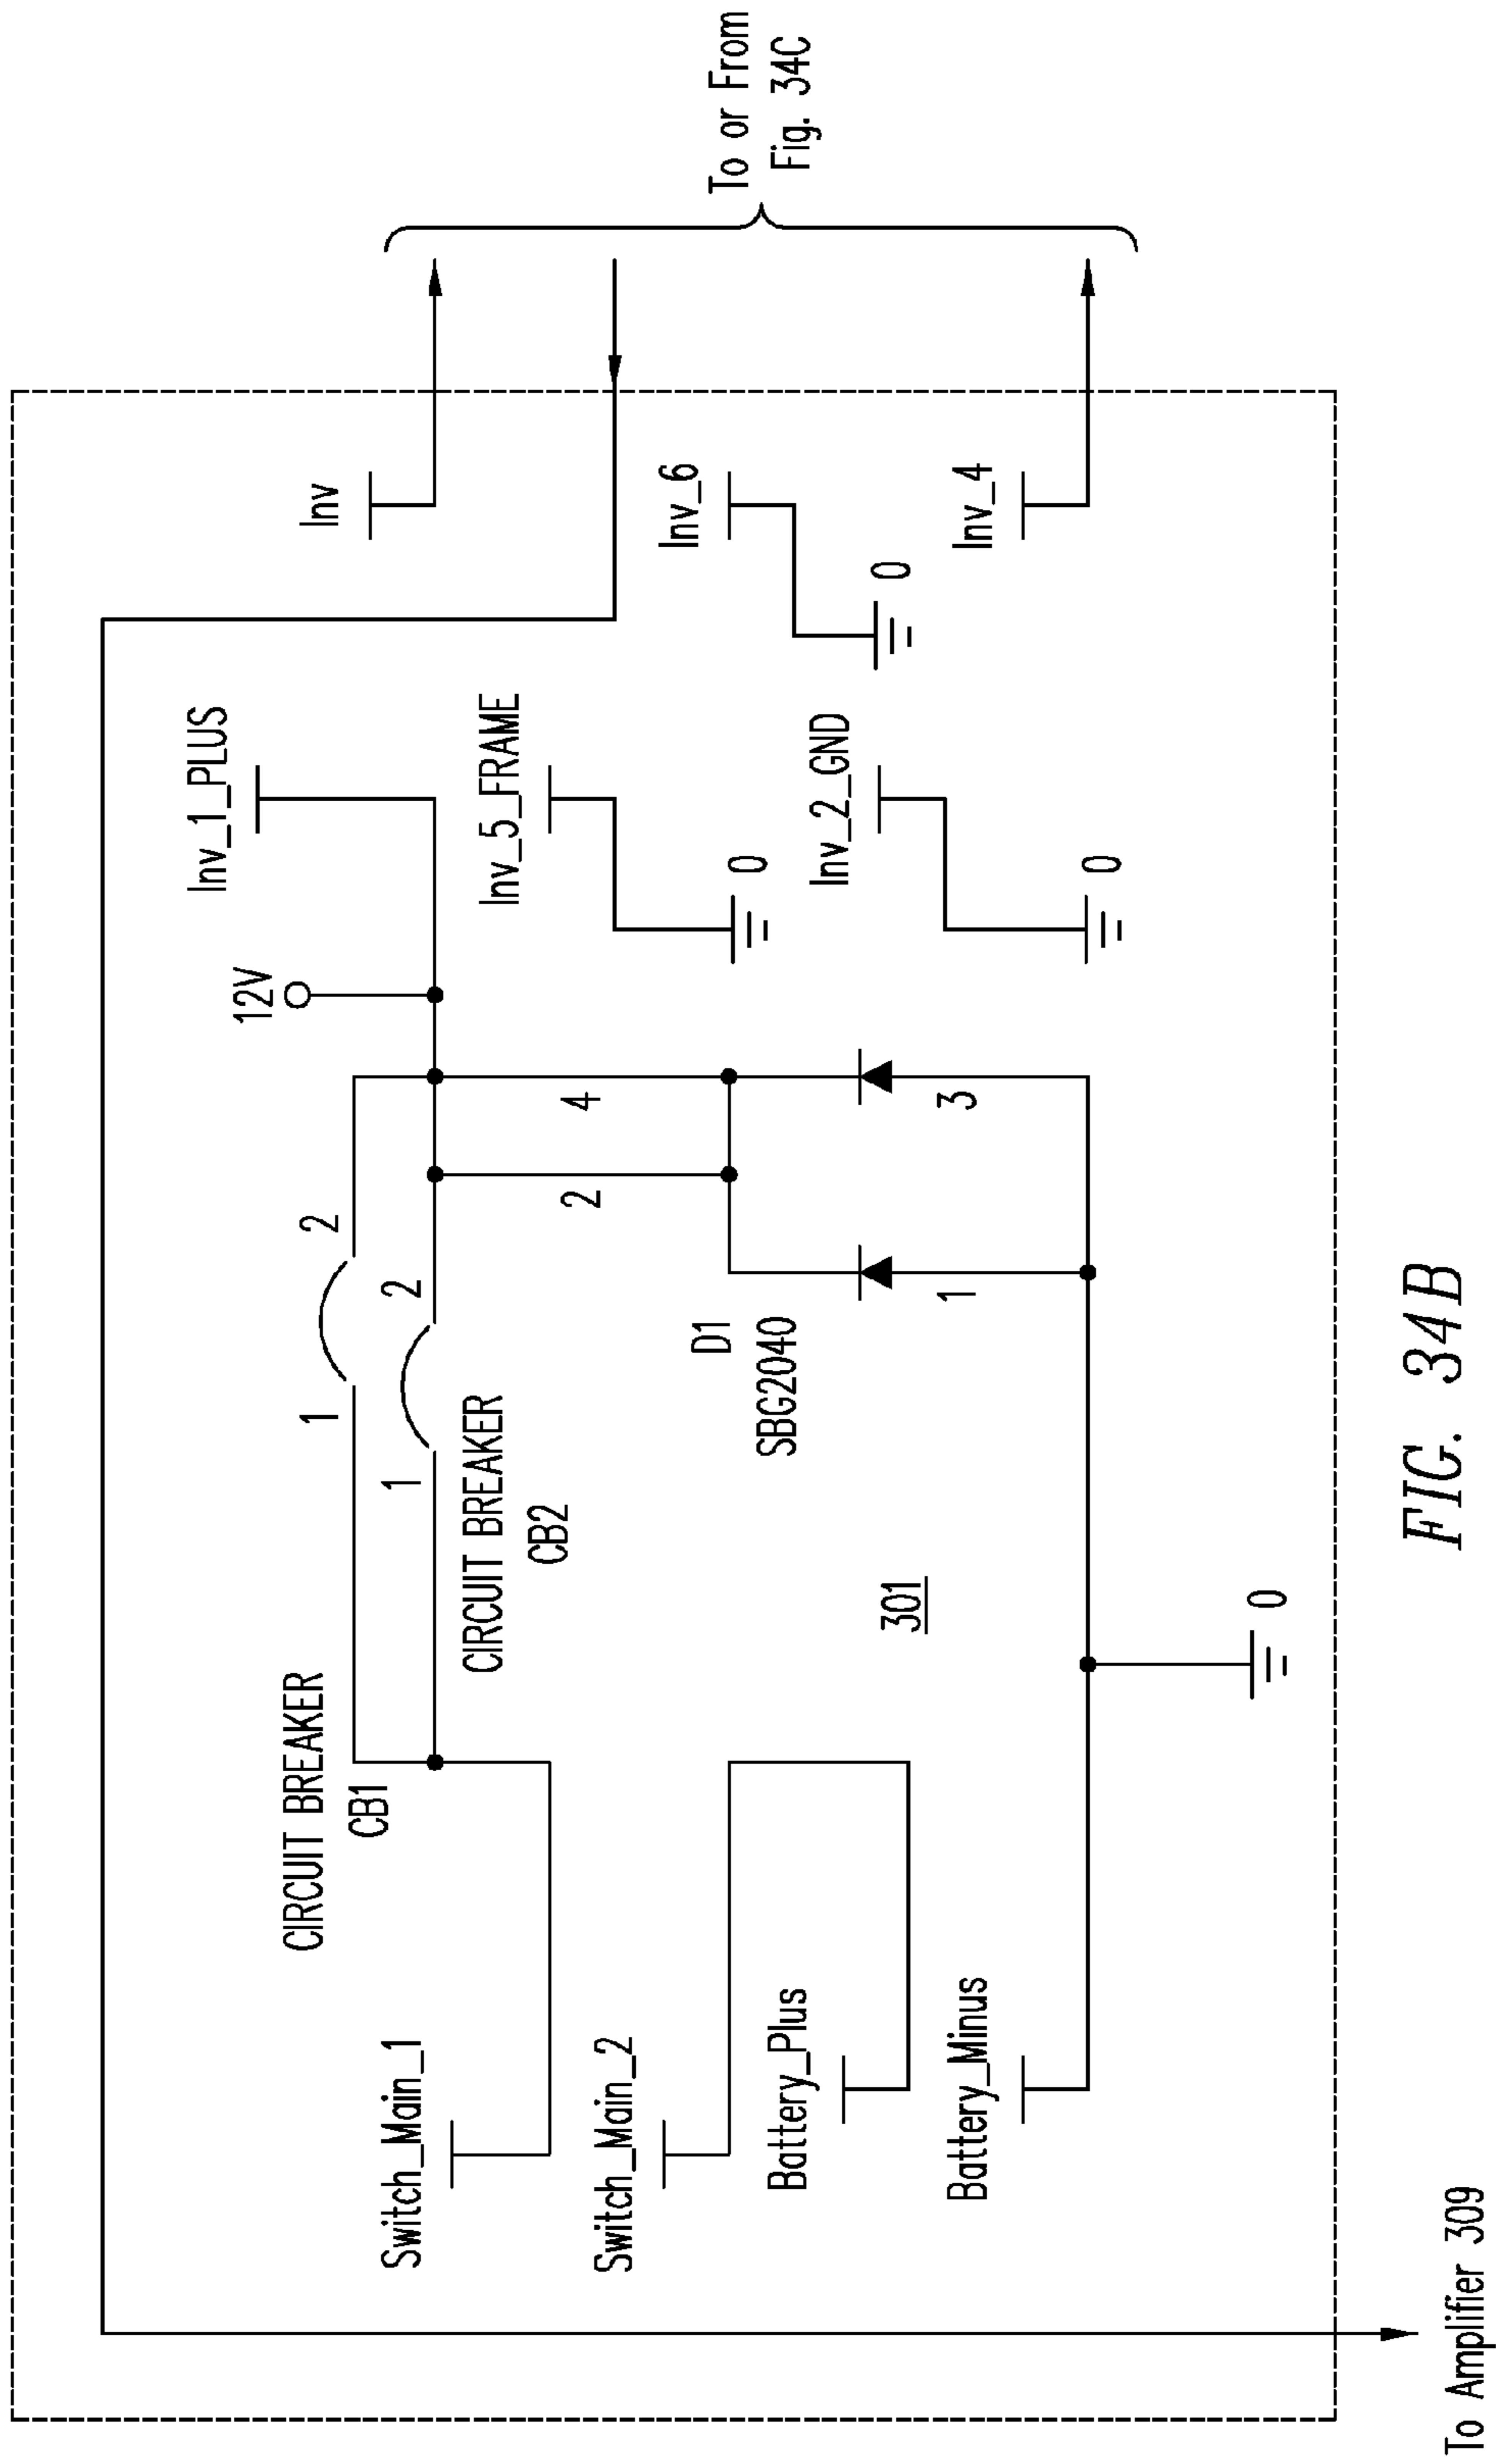 Switch_Main_1
Switch_Main_2
Battery_Plus
Battery_Minus
CIRCUIT BREAKER
CB1
1
2
1
2
CIRCUIT BREAKER
CB2
301
0
D1
SBG2040
2
4
1
3
12V
Inv_1_PLUS
Inv_5_FRAME
0
Inv_2_GND
0
Inv
Inv_6
0
Inv_4
To or From
Fig. 34C
To Amplifier 309
FIG. 34B